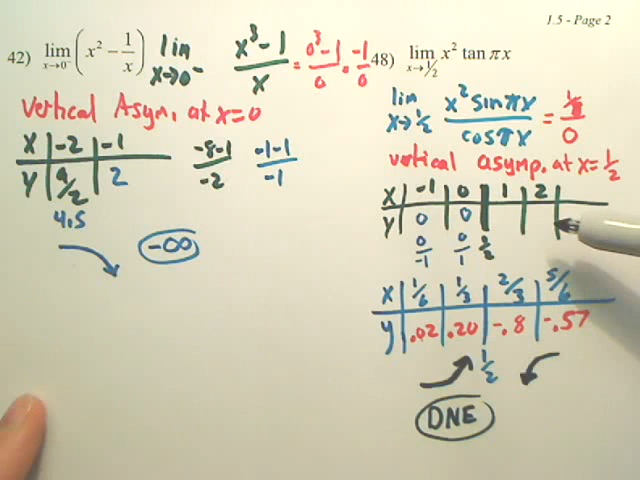 1.5 - Page 2
42) lim x→0⁻ (x² - 1/x) lim x→0⁻ x³-1/x = 0³-1/0 = -1/0
vertical Asym. at x=0
x | -2 | -1
y | 9/2 | 2
4.5
-8-1/-2 -1-1/-1
-∞
48) lim x→1/2 x² tan πx
lim x→1/2 x² sin πx/cos πx = 
0
vertical asymp. at x = 1/2
x | -1 | 0 | 1 | 2
y | 0 | 0
0/-1 0/1 1/2
x | 1/6 | 1/3 | 2/3 | 5/6
y | .02 | .20 | -.8 | -.57
1/2
DNE